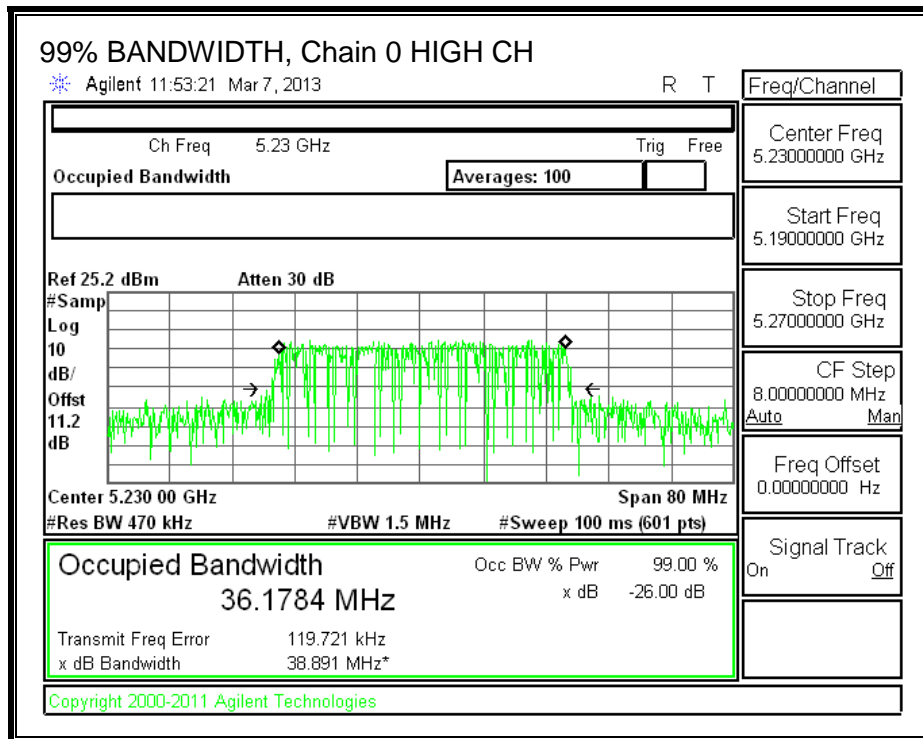 99% BANDWIDTH, Chain 0 HIGH CH
Agilent 11:53:21 Mar 7, 2013 R T
Freq/Channel
Ch Freq 5.23 GHz Trig Free
Occupied Bandwidth Averages: 100
Center Freq
5.23000000 GHz
Start Freq
5.19000000 GHz
Stop Freq
5.27000000 GHz
CF Step
8.00000000 MHz
Auto Man
Freq Offset
0.00000000 Hz
Signal Track
On Off
Ref 25.2 dBm Atten 30 dB
#Samp
Log
10
dB/
Offst
11.2
dB
Center 5.230 00 GHz Span 80 MHz
#Res BW 470 kHz #VBW 1.5 MHz #Sweep 100 ms (601 pts)
Occupied Bandwidth Occ BW % Pwr 99.00 %
36.1784 MHz x dB -26.00 dB
Transmit Freq Error 119.721 kHz
x dB Bandwidth 38.891 MHz*
Copyright 2000-2011 Agilent Technologies